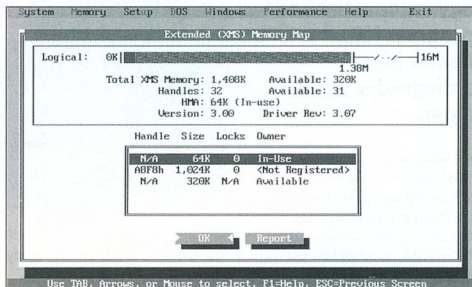 System Memory Setup DOS Windows Performance Help Exit
Extended (XMS) Memory Map
Logical: 0K 16M
1.38M
Total XMS Memory: 1,408K Available: 320K
Handles: 32 Available: 31
HMA: 64K (In-use)
Version: 3.00 Driver Rev: 3.07
Handle Size Locks Owner
N/A 64K 0 In-Use
A8F8h 1,024K 0 <Not Registered>
N/A 320K N/A Available
OK Report
Use TAB, Arrows, or Mouse to select, F1=Help, ESC=Previous Screen